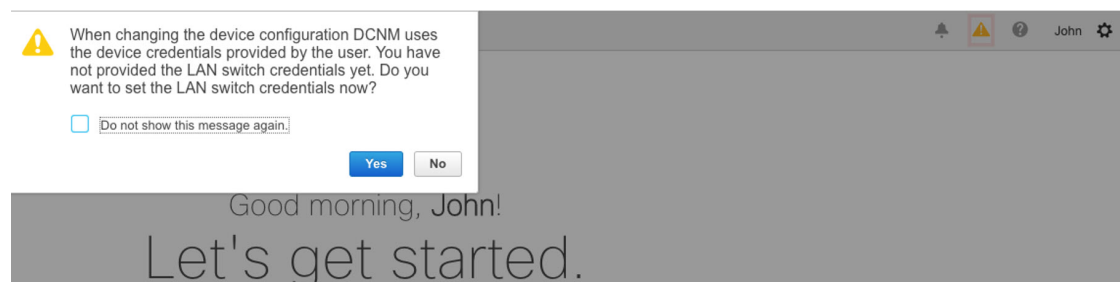 When changing the device configuration DCNM uses
the device credentials provided by the user. You have
not provided the LAN switch credentials yet. Do you
want to set the LAN switch credentials now?
Do not show this message again.
Yes No
John
Good morning, John!
Let's get started.